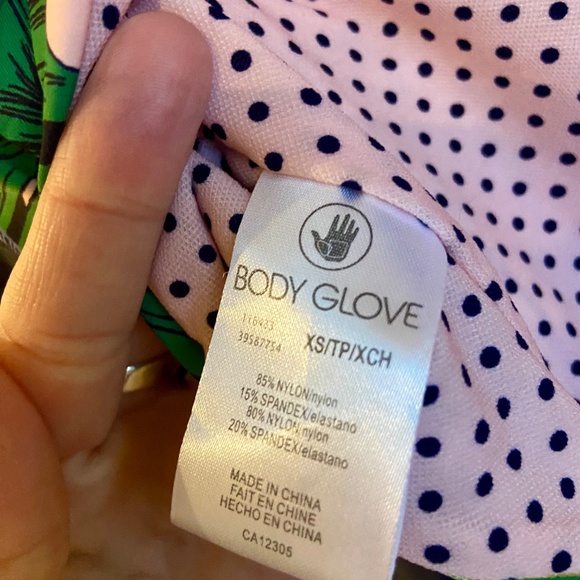 BODY GLOVE
116433
39587754 XS/TP/XCH
85% NYLON/nylon
15% SPANDEX/elastano
80% NYLON/nylon
20% SPANDEX/elastano
MADE IN CHINA
FAIT EN CHINE
HECHO EN CHINA
CA12305